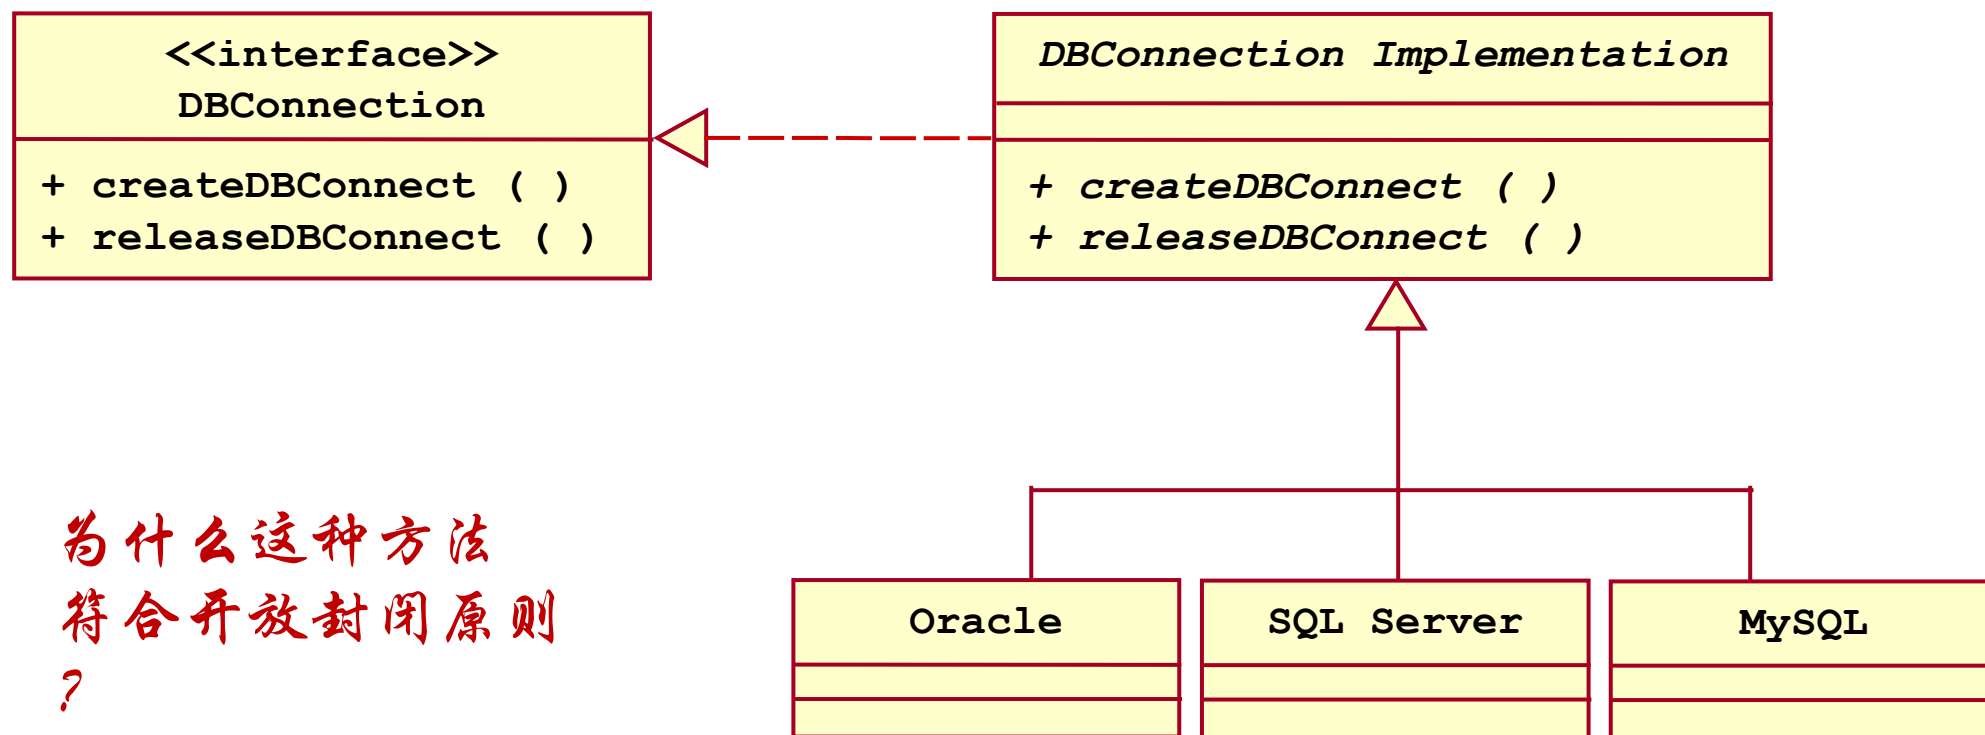 <<interface>>
DBConnection
+ createDBConnect ( )
+ releaseDBConnect ( )
DBConnection Implementation
+ createDBConnect ( )
+ releaseDBConnect ( )
为什么这种方法
符合开放封闭原则
?
Oracle
SQL Server
MySQL